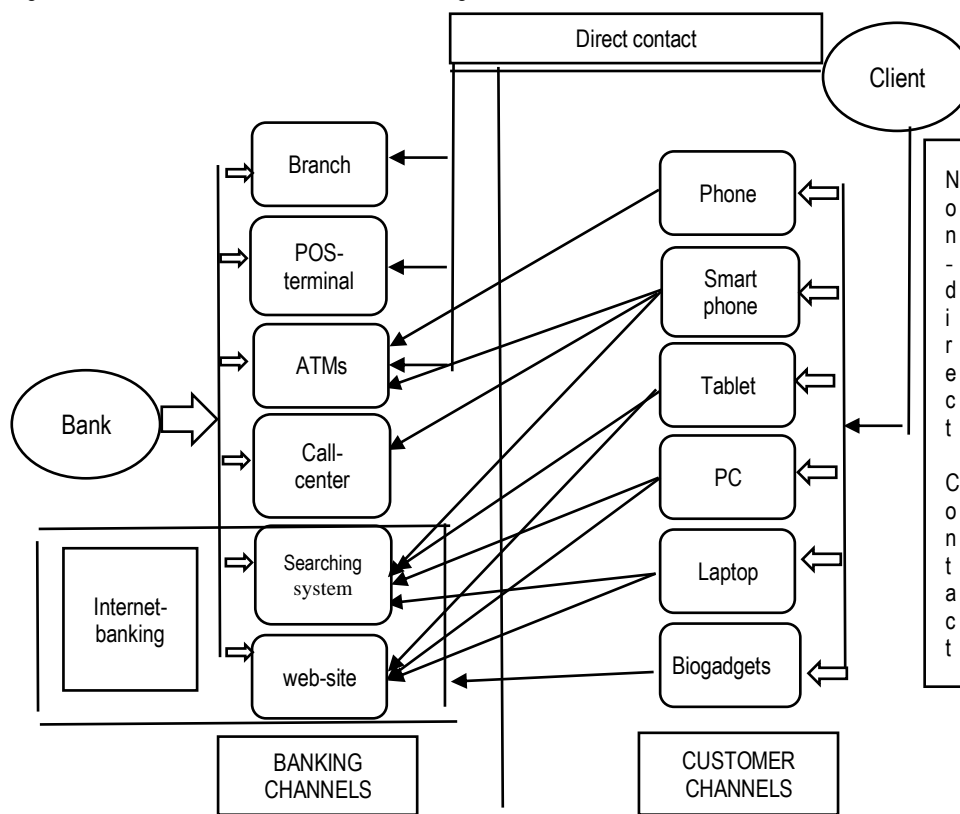 Direct contact
Client
Branch
POS-
terminal
ATMs
Call-
center
Searching
system
web-site
Bank
Internet-
banking
Phone
Smart
phone
Tablet
PC
Laptop
Biogadgets
N
o
n
-
d
i
r
e
c
t
C
o
n
t
a
c
t
BANKING
CHANNELS
CUSTOMER
CHANNELS